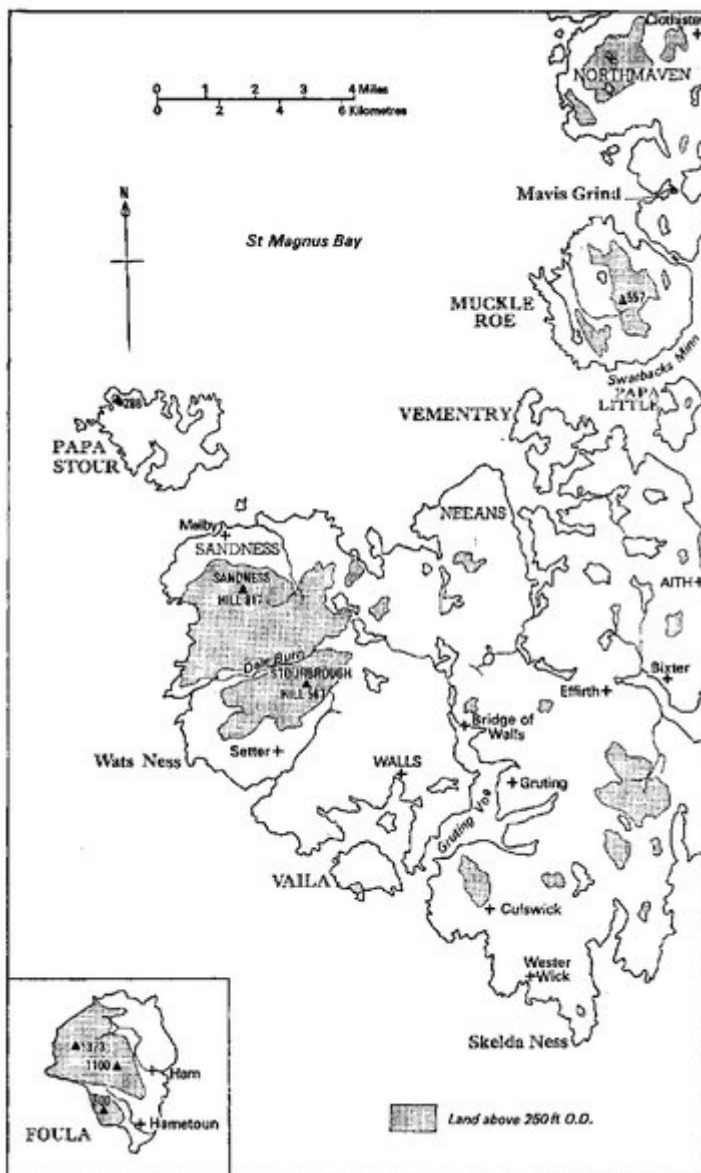 Clothister
NORTHMAVEN
0 1 2 3 4 Miles
0 2 4 6 Kilometres
Mavis Grind
N
St Magnus Bay
557
MUCKLE
ROE
Swarbacks Minn
PAPA
LITTLE
VEMENTRY
288
PAPA
STOUR
NEEANS
Melby
SANDNESS
SANDNESS
HILL 817
AITH
Dale Burn
STOURBROUGH
HILL 567
Bixter
Effirth
Bridge of
Walls
Wats Ness
Setter
WALLS
Gruting
Gruting Voe
VAILA
Culswick
Wester
Wick
Skelda Ness
1373
1100
Ham
Hametoun
FOULA
Land above 250 ft O.D.